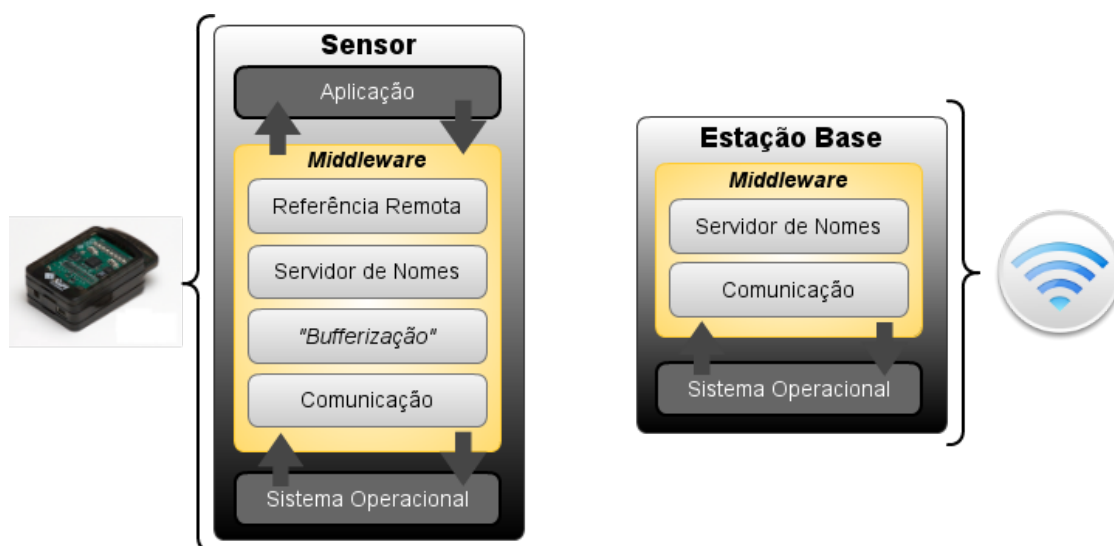 Sensor
Aplicação
Middleware
Referência Remota
Servidor de Nomes
"Bufferização"
Comunicação
Sistema Operacional
Estação Base
Middleware
Servidor de Nomes
Comunicação
Sistema Operacional